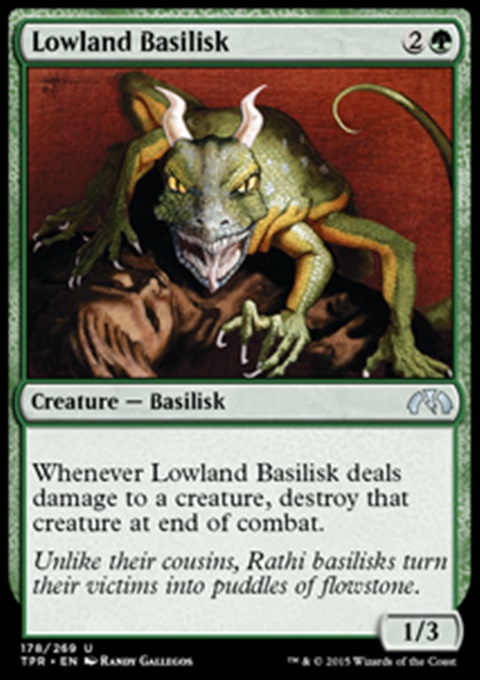 Lowland Basilisk 2
Creature — Basilisk
Whenever Lowland Basilisk deals
damage to a creature, destroy that
creature at end of combat.
Unlike their cousins, Rathi basilisks turn
their victims into puddles of flowstone.
1/3
178/269 U
TPR • EN Randy Gallegos
™ & © 2015 Wizards of the Coast